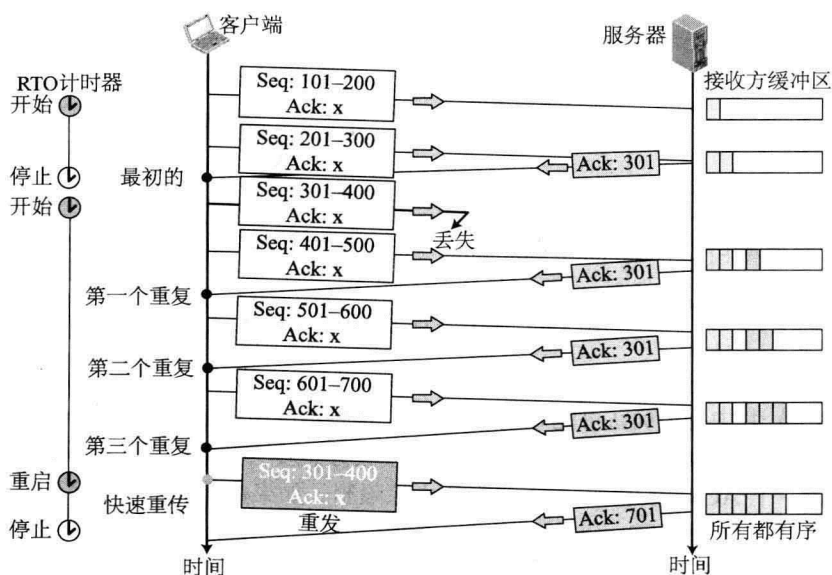 客户端
服务器
RTO计时器
接收方缓冲区
开始
Seq: 101–200
Ack: x
Seq: 201–300
Ack: x
Ack: 301
停止
最初的
开始
Seq: 301–400
Ack: x
丢失
Seq: 401–500
Ack: x
Ack: 301
第一个重复
Seq: 501–600
Ack: x
Ack: 301
第二个重复
Seq: 601–700
Ack: x
Ack: 301
第三个重复
重启
Seq: 301–400
Ack: x
快速重传
重发
Ack: 701
停止
所有都有序
时间
时间